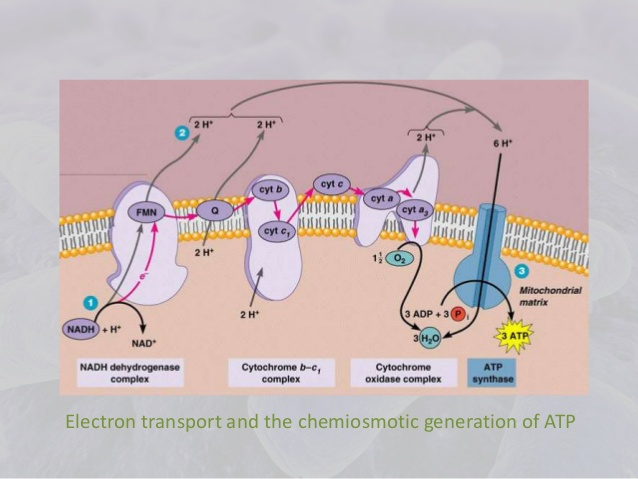 2
2 H⁺
2 H⁺
2 H⁺
6 H⁺
FMN
Q
cyt b
cyt c₁
cyt c
cyt a
cyt a₃
2 H⁺
e⁻
1 1/2 O₂
3
Mitochondrial
matrix
1
NADH + H⁺
NAD⁺
2 H⁺
3 ADP + 3 P i
3 H₂O
3 ATP
NADH dehydrogenase
complex
Cytochrome b–c₁
complex
Cytochrome
oxidase complex
ATP
synthase
Electron transport and the chemiosmotic generation of ATP